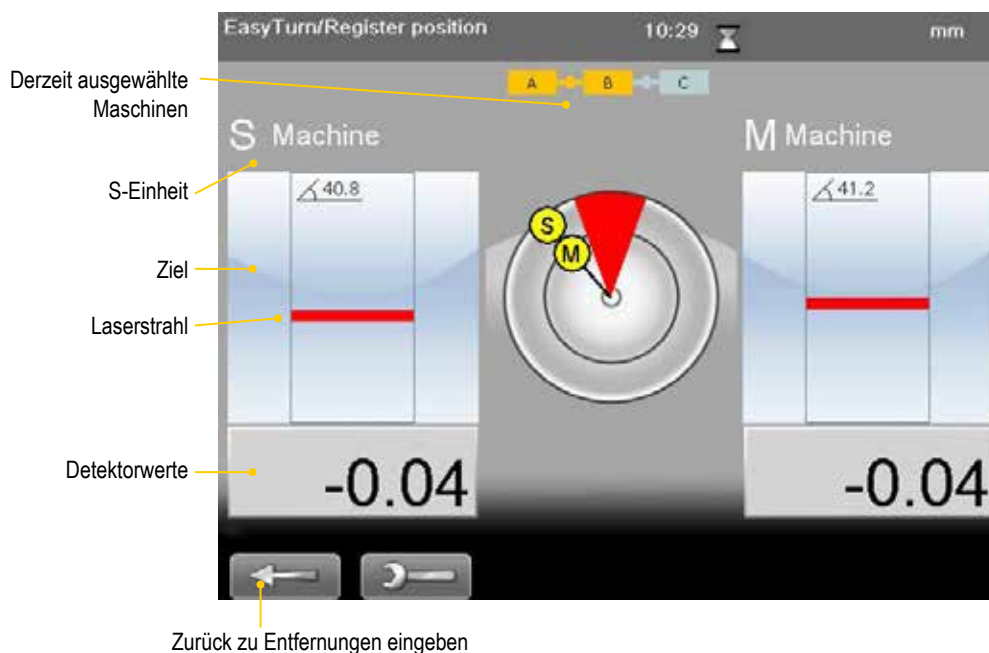 EasyTurn/Register position 10:29 mm
Derzeit ausgewählte
Maschinen
A B C
S Machine
M Machine
S-Einheit
40.8
41.2
S
M
Ziel
Laserstrahl
Detektorwerte
-0.04
-0.04
Zurück zu Entfernungen eingeben